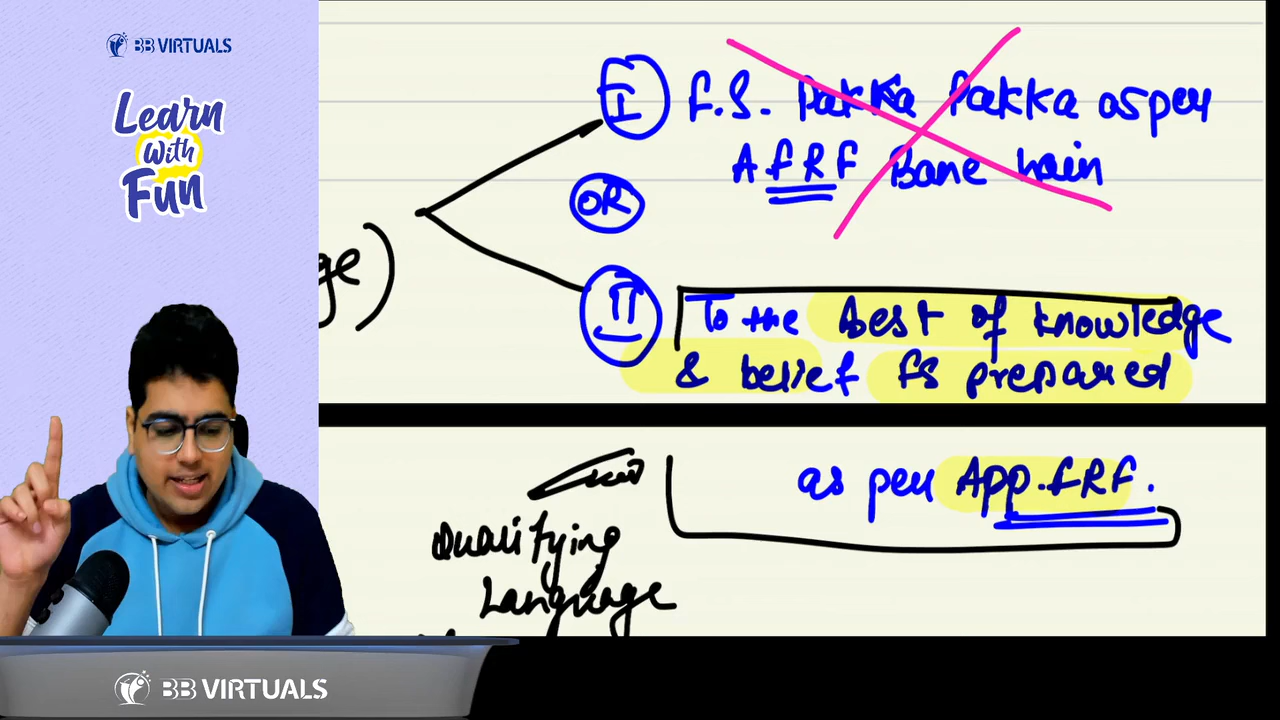 BB VIRTUALS
Learn
With
Fun
I F.S. Pakka Pakka as per
AFRF Bane hain
OR
ge)
II To the best of knowledge
& belief FS prepared
as per App. FRF.
Qualifying
Language
BB VIRTUALS